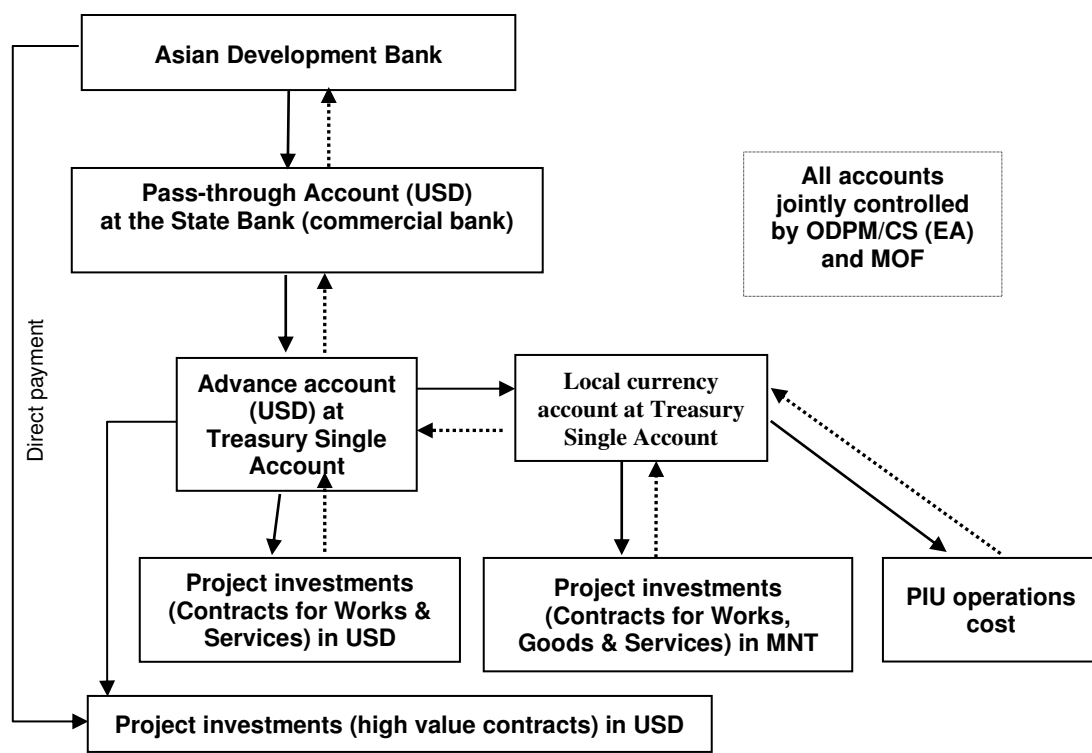 Asian Development Bank
Pass-through Account (USD)
at the State Bank (commercial bank)
All accounts
jointly controlled
by ODPM/CS (EA)
and MOF
Direct payment
Advance account
(USD) at
Treasury Single
Account
Local currency
account at Treasury
Single Account
Project investments
(Contracts for Works &
Services) in USD
Project investments
(Contracts for Works,
Goods & Services) in MNT
PIU operations
cost
Project investments (high value contracts) in USD